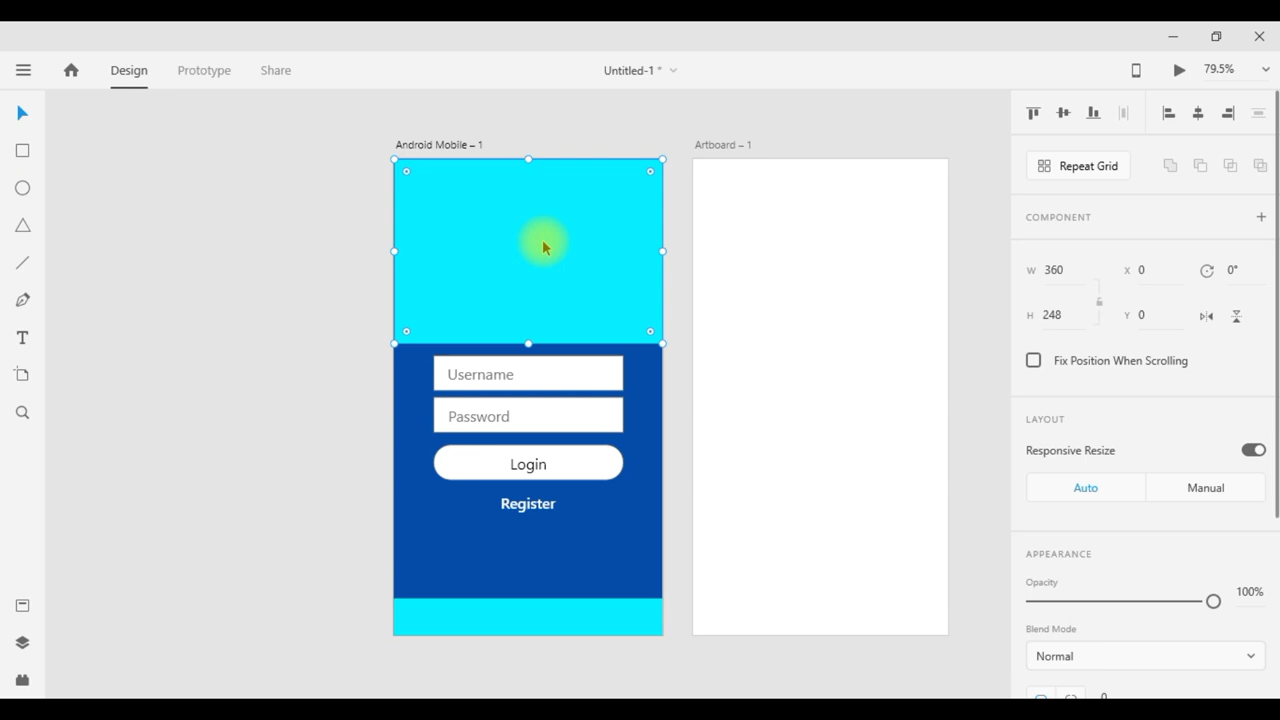 Design
Prototype
Share
Untitled-1 *
79.5%
Android Mobile – 1
Artboard – 1
Username
Password
Login
Register
Repeat Grid
COMPONENT
W 360
X 0
0°
H 248
Y 0
Fix Position When Scrolling
LAYOUT
Responsive Resize
Auto
Manual
APPEARANCE
Opacity
100%
Blend Mode
Normal